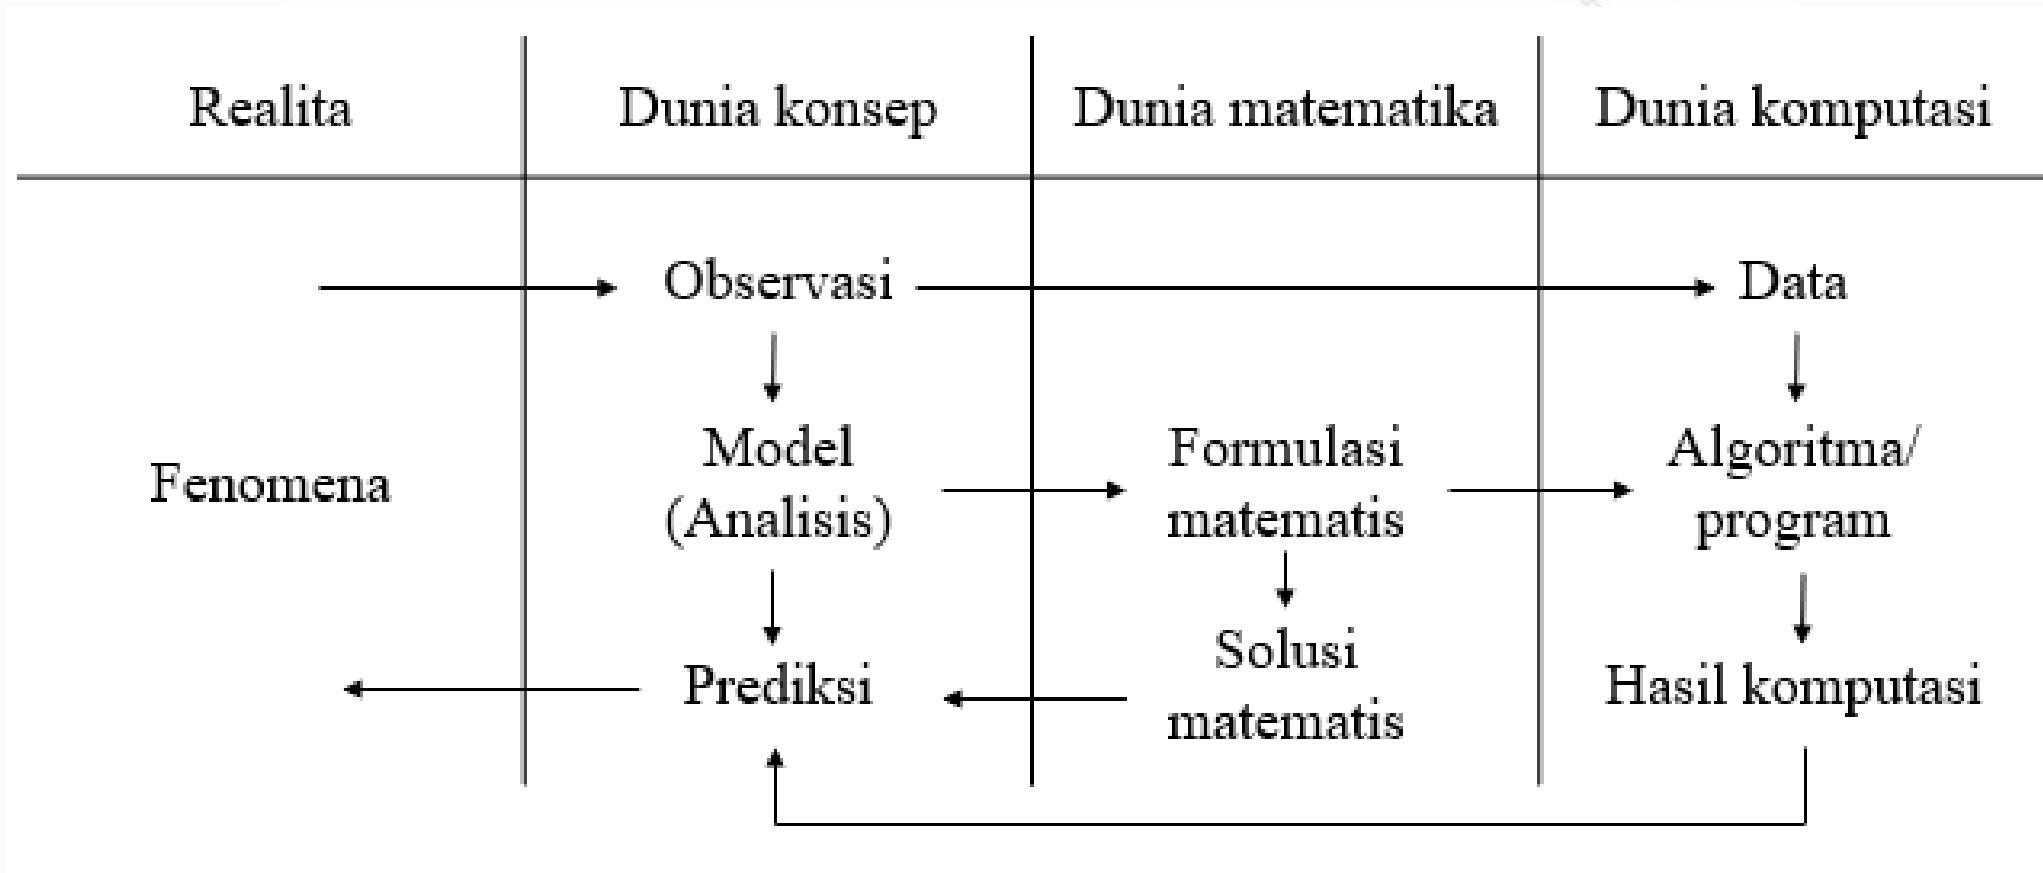 Realita
Dunia konsep
Dunia matematika
Dunia komputasi
Observasi
Data
Fenomena
Model
(Analisis)
Formulasi
matematis
Algoritma/
program
Prediksi
Solusi
matematis
Hasil komputasi